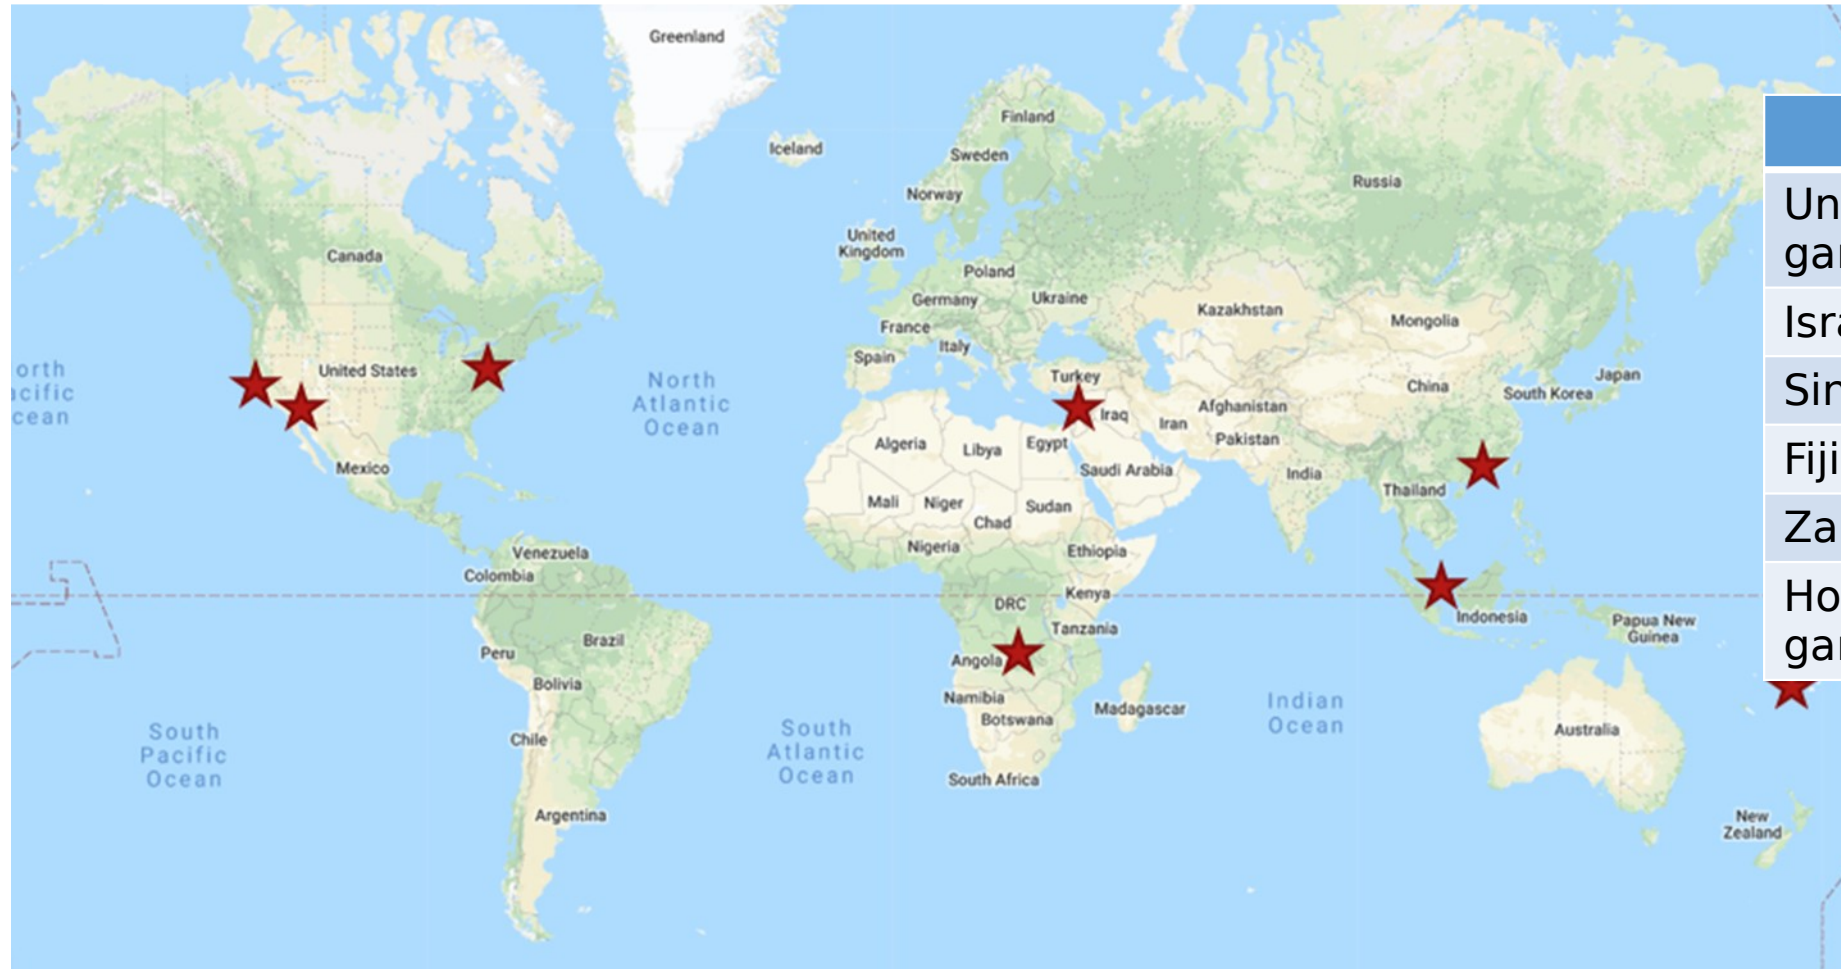 Greenland
Finland
Iceland
Sweden
Russia
Norway
United
Kingdom
Canada
Poland
Germany
Ukraine
Kazakhstan
Mongolia
France
Italy
Spain
United States
Turkey
China
South Korea
Japan
orth
acific
cean
North
Atlantic
Ocean
Iraq
Iran
Afghanistan
Pakistan
Algeria
Libya
Egypt
Saudi Arabia
India
Mexico
Thailand
Mali
Niger
Chad
Sudan
Nigeria
Ethiopia
Venezuela
Colombia
DRC
Kenya
Tanzania
Indonesia
Papua New
Guinea
Brazil
Peru
Angola
Bolivia
Namibia
Botswana
Madagascar
Indian
Ocean
South
Pacific
Ocean
Chile
South
Atlantic
Ocean
Australia
South Africa
Argentina
New
Zealand
Un
gar
Isra
Sin
Fiji
Za
Ho
gar